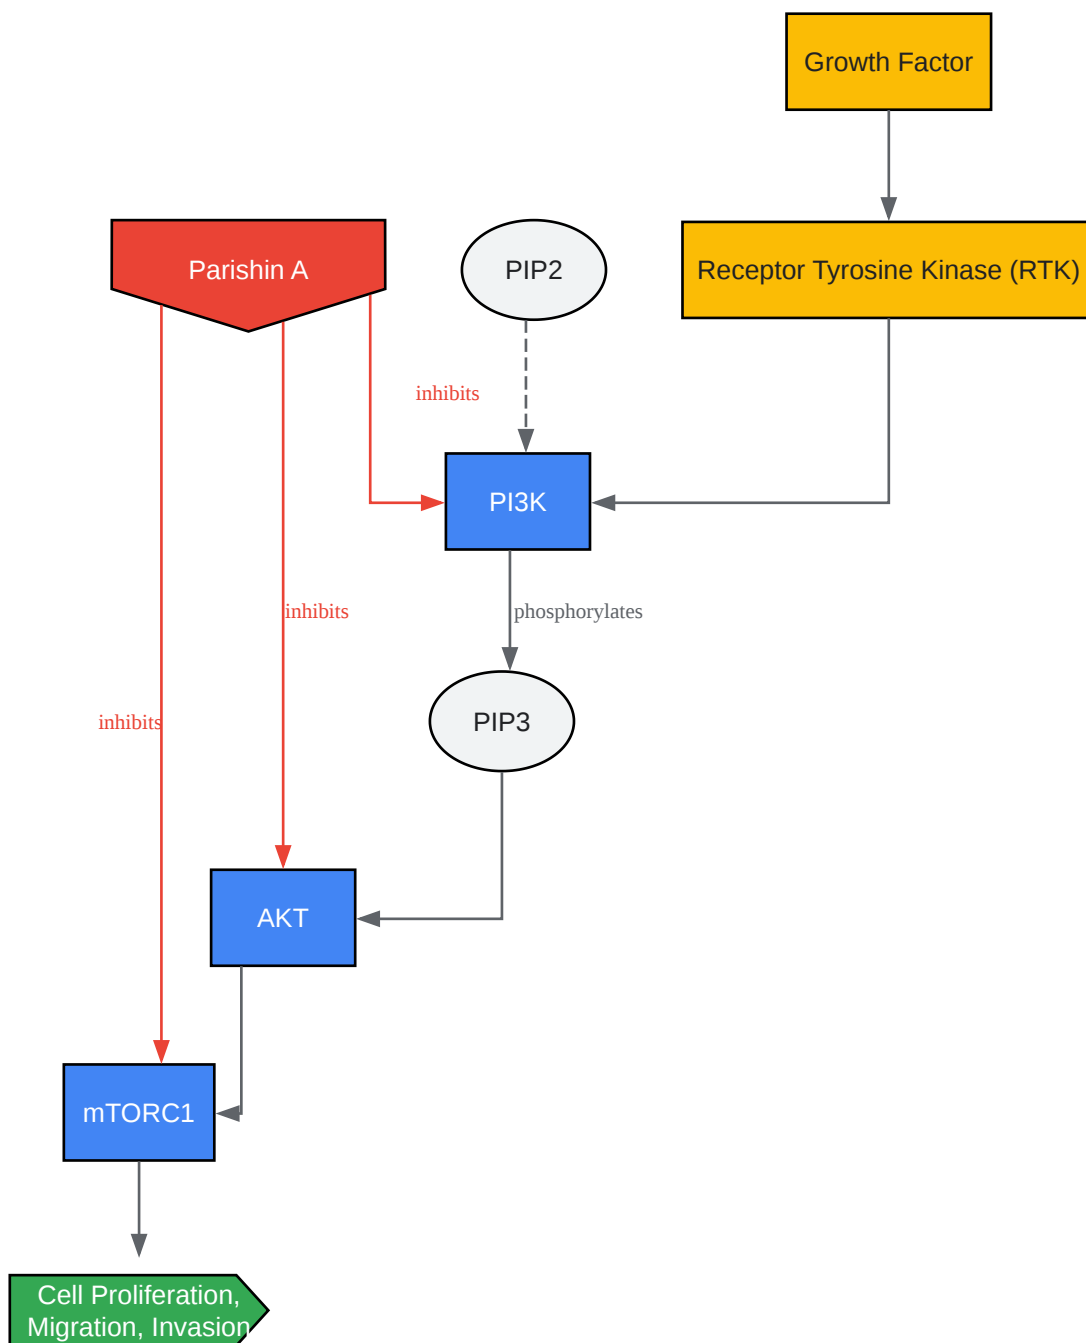 Growth Factor
Parishin A
PIP2
Receptor Tyrosine Kinase (RTK)
inhibits
PI3K
inhibits
phosphorylates
inhibits
PIP3
AKT
mTORC1
Cell Proliferation,
Migration, Invasion